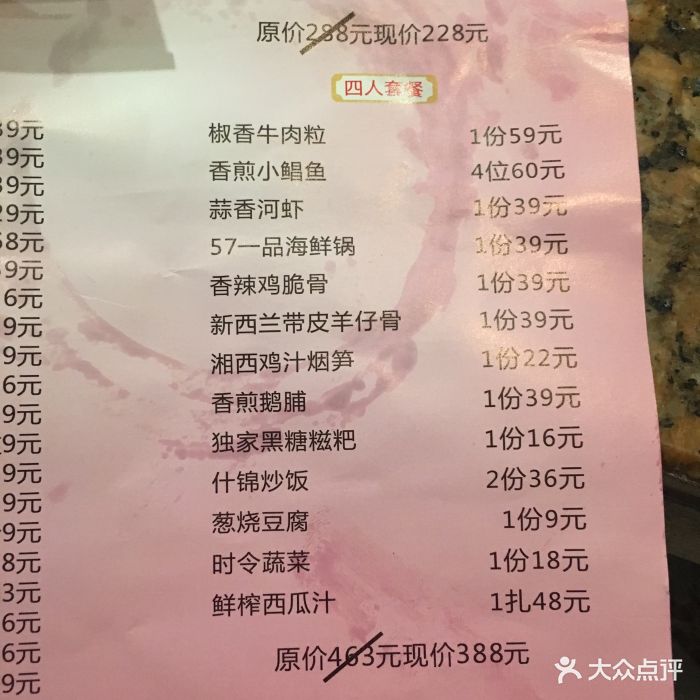 原价288元现价228元
四人套餐
椒香牛肉粒 1份59元
香煎小鲳鱼 4位60元
蒜香河虾 1份39元
57一品海鲜锅 1份39元
香辣鸡脆骨 1份39元
新西兰带皮羊仔骨 1份39元
湘西鸡汁烟笋 1份22元
香煎鹅脯 1份39元
独家黑糖糍粑 1份16元
什锦炒饭 2份36元
葱烧豆腐 1份9元
时令蔬菜 1份18元
鲜榨西瓜汁 1扎48元
原价463元现价388元
大众点评